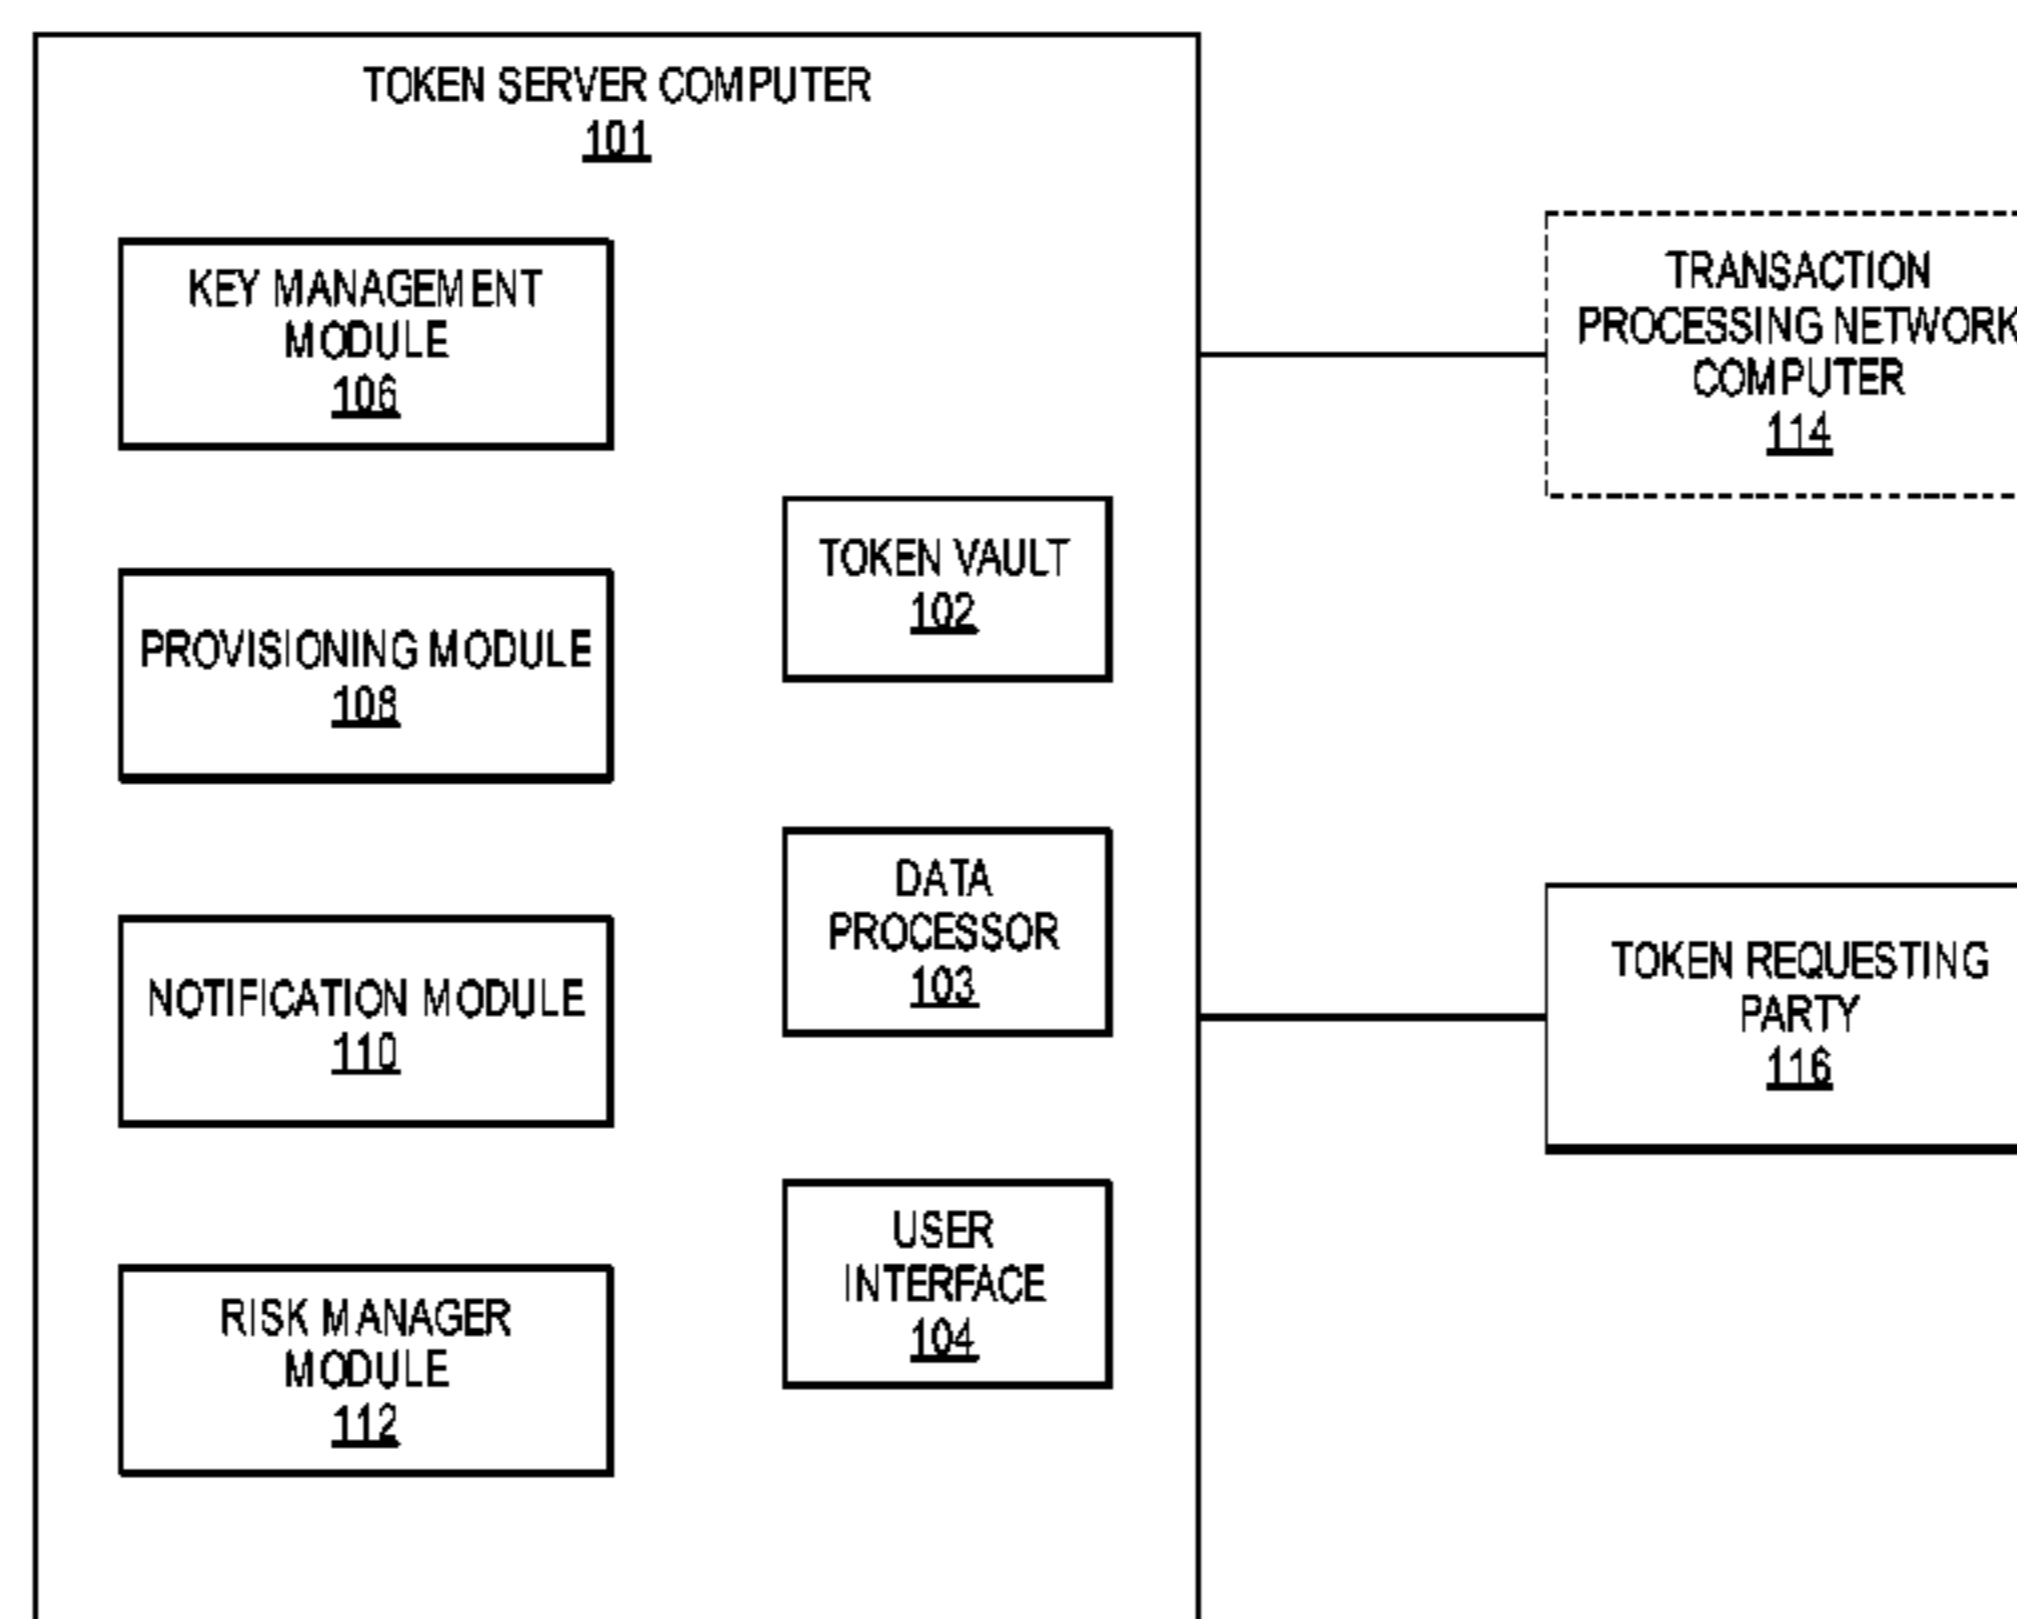 TOKEN SERVER COMPUTER
101
KEY MANAGEMENT
MODULE
106
PROVISIONING MODULE
108
NOTIFICATION MODULE
110
RISK MANAGER
MODULE
112
TOKEN VAULT
102
DATA
PROCESSOR
103
USER
INTERFACE
104
TRANSACTION
PROCESSING NETWORK
COMPUTER
114
TOKEN REQUESTING
PARTY
116